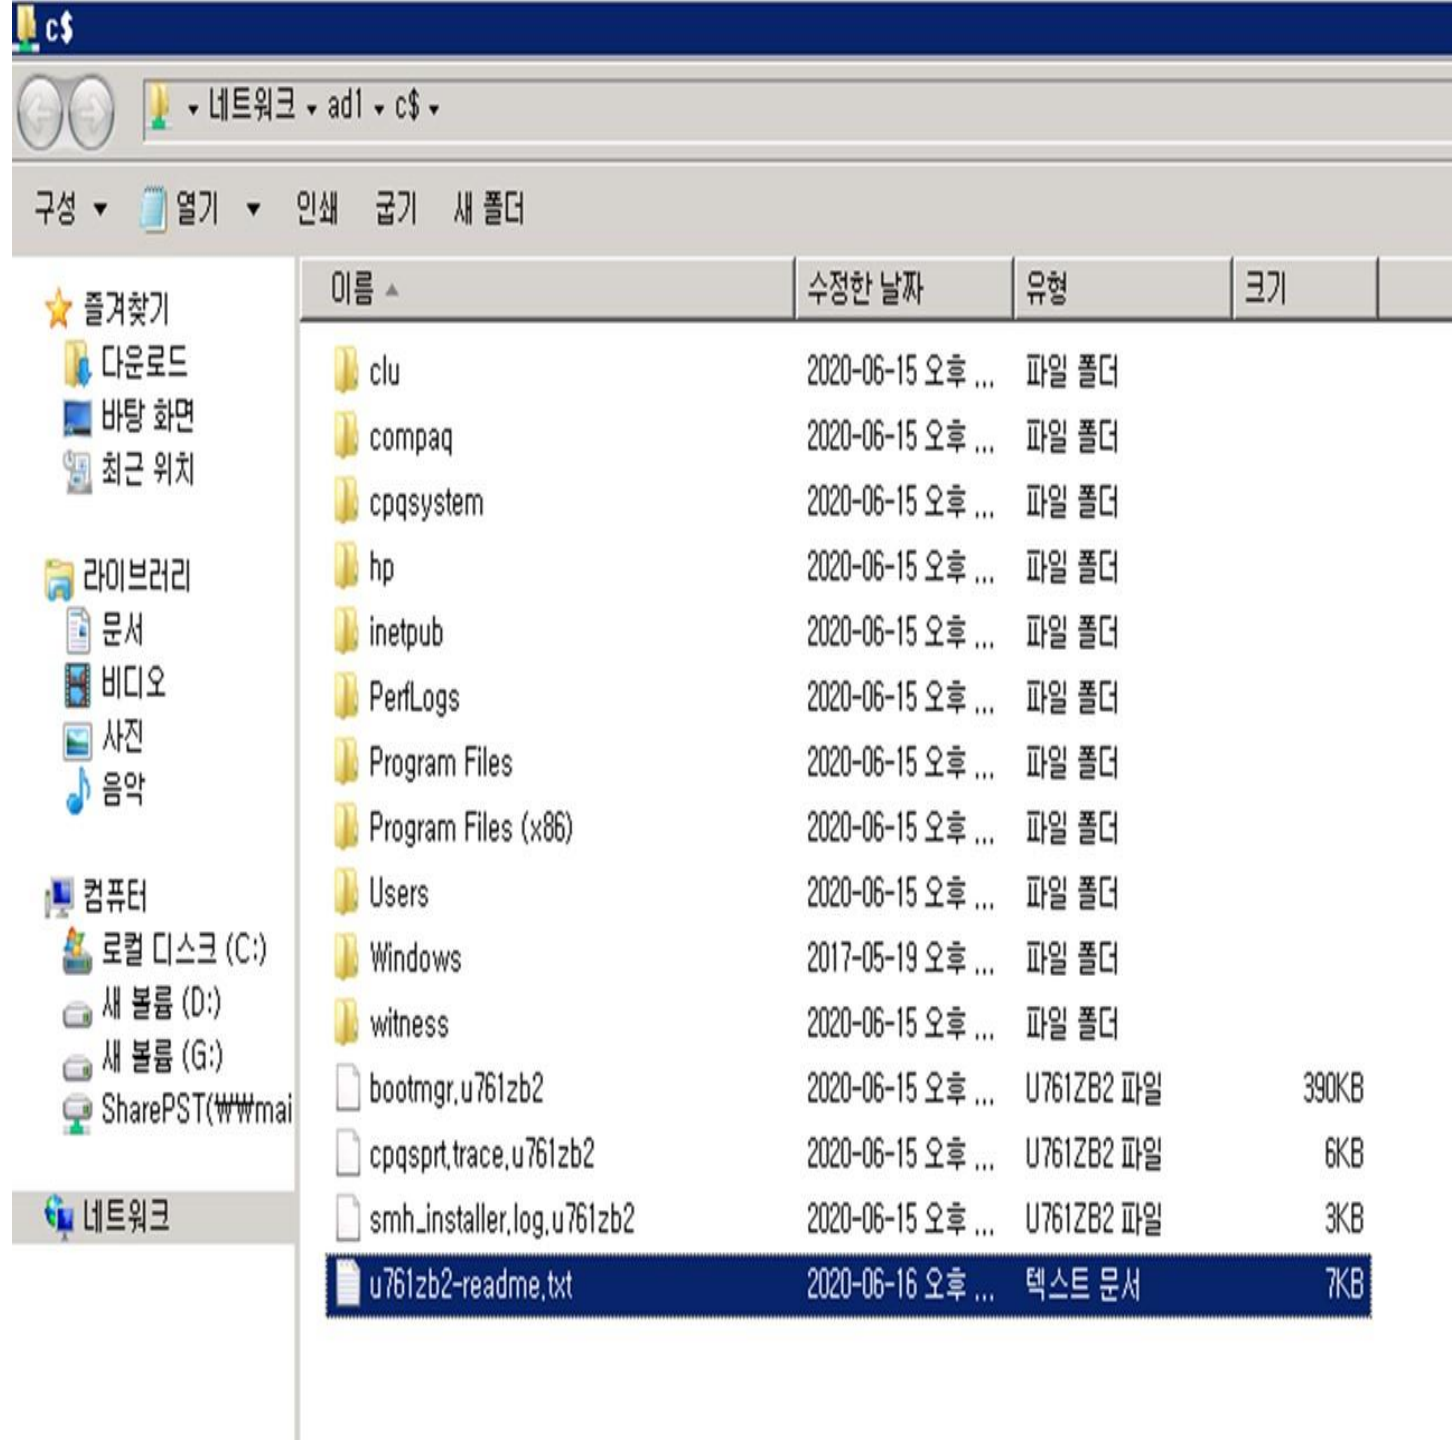 c$
네트워크 ad1 c$
구성 열기 인쇄 굽기 새 폴더
즐겨찾기
다운로드
바탕 화면
최근 위치
라이브러리
문서
비디오
사진
음악
컴퓨터
로컬 디스크 (C:)
새 볼륨 (D:)
새 볼륨 (G:)
SharePST(₩₩mai
네트워크
이름 수정한 날짜 유형 크기
clu 2020-06-15 오후 ... 파일 폴더
compaq 2020-06-15 오후 ... 파일 폴더
cpqsystem 2020-06-15 오후 ... 파일 폴더
hp 2020-06-15 오후 ... 파일 폴더
inetpub 2020-06-15 오후 ... 파일 폴더
PerfLogs 2020-06-15 오후 ... 파일 폴더
Program Files 2020-06-15 오후 ... 파일 폴더
Program Files (x86) 2020-06-15 오후 ... 파일 폴더
Users 2020-06-15 오후 ... 파일 폴더
Windows 2017-05-19 오후 ... 파일 폴더
witness 2020-06-15 오후 ... 파일 폴더
bootmgr.u761zb2 2020-06-15 오후 ... U761ZB2 파일 390KB
cpqsprt.trace.u761zb2 2020-06-15 오후 ... U761ZB2 파일 6KB
smh_installer.log.u761zb2 2020-06-15 오후 ... U761ZB2 파일 3KB
u761zb2-readme.txt 2020-06-16 오후 ... 텍스트 문서 7KB